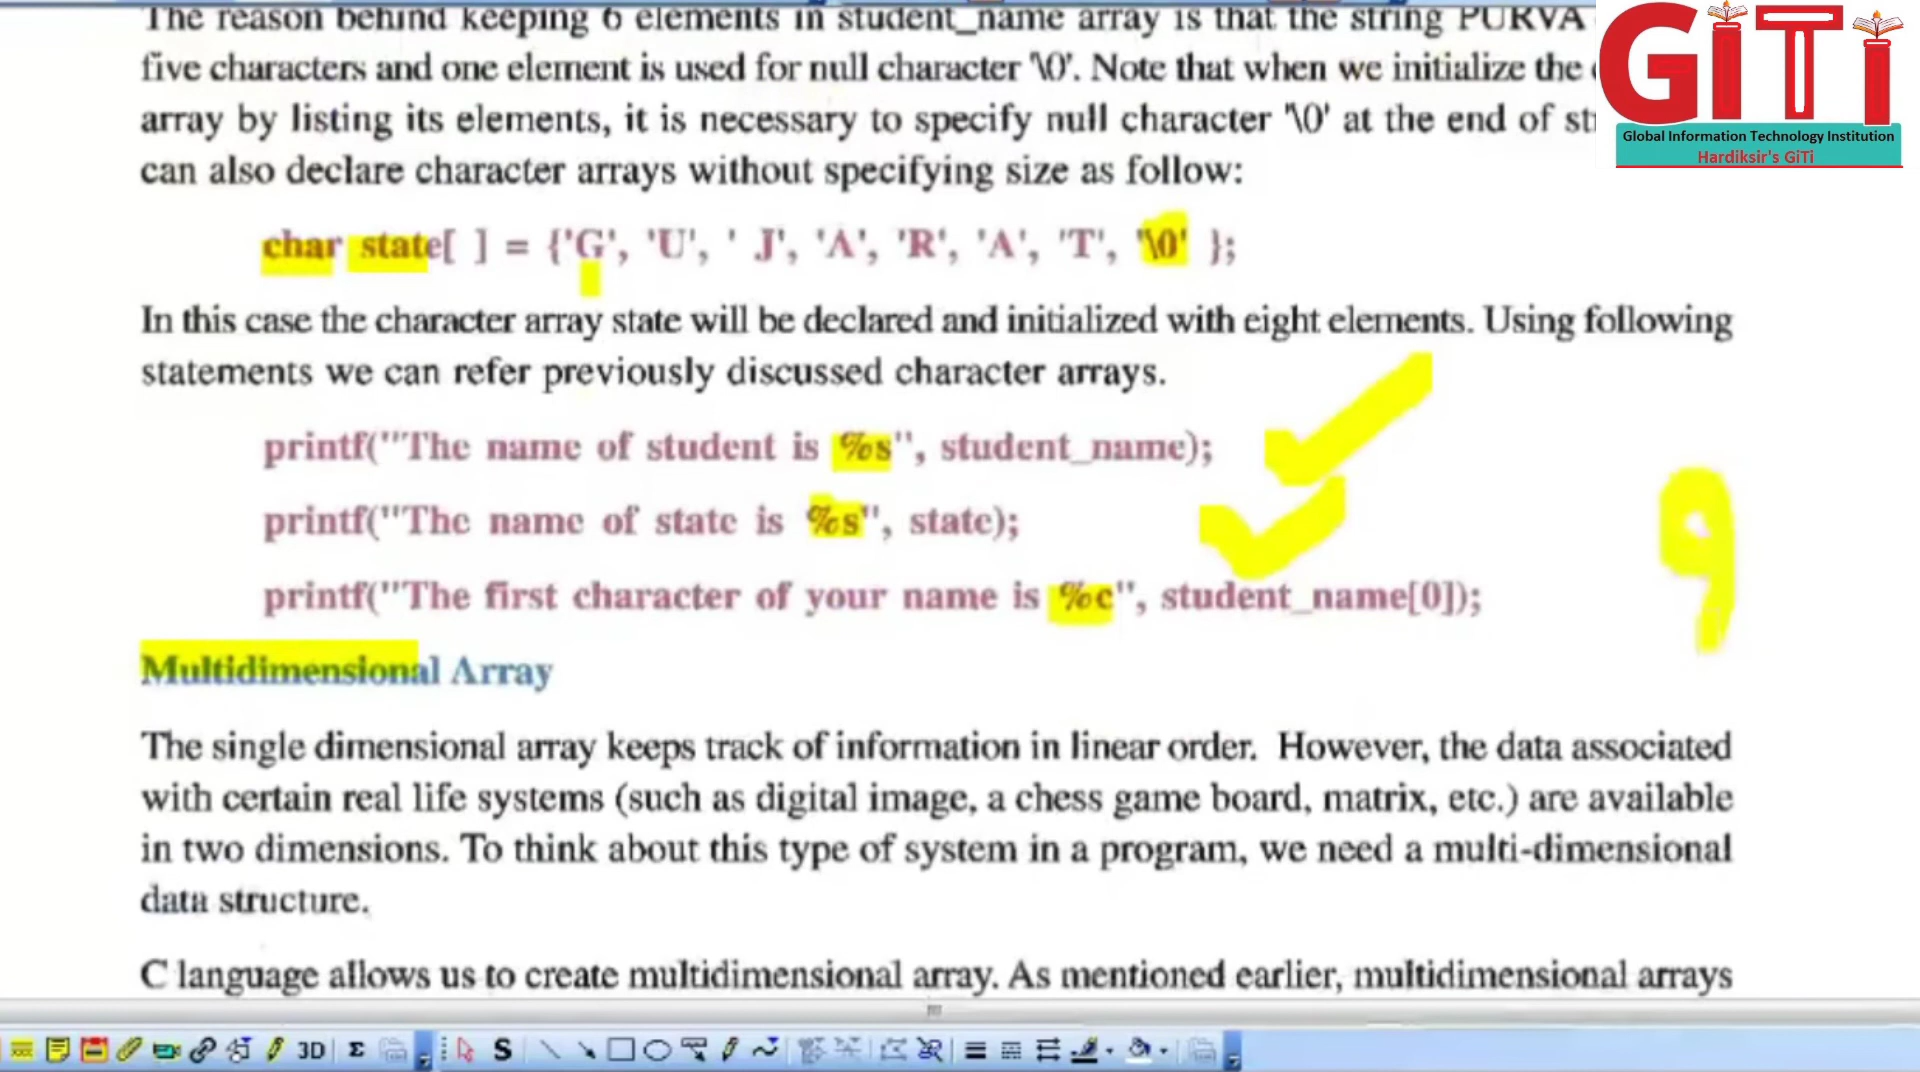 The reason behind keeping 6 elements in student_name array is that the string PURVA
five characters and one element is used for null character '\0'. Note that when we initialize the
array by listing its elements, it is necessary to specify null character '\0' at the end of
can also declare character arrays without specifying size as follow:
char state[ ] = {'G', 'U', ' J', 'A', 'R', 'A', 'T', '\0' };
In this case the character array state will be declared and initialized with eight elements. Using following
statements we can refer previously discussed character arrays.
printf("The name of student is %s", student_name);
printf("The name of state is %s", state);
printf("The first character of your name is %c", student_name[0]);
9
Multidimensional Array
The single dimensional array keeps track of information in linear order. However, the data associated
with certain real life systems (such as digital image, a chess game board, matrix, etc.) are available
in two dimensions. To think about this type of system in a program, we need a multi-dimensional
data structure.
C language allows us to create multidimensional array. As mentioned earlier, multidimensional arrays
GiTi
Global Information Technology Institution
Hardiksir's GiTi
3D Σ S